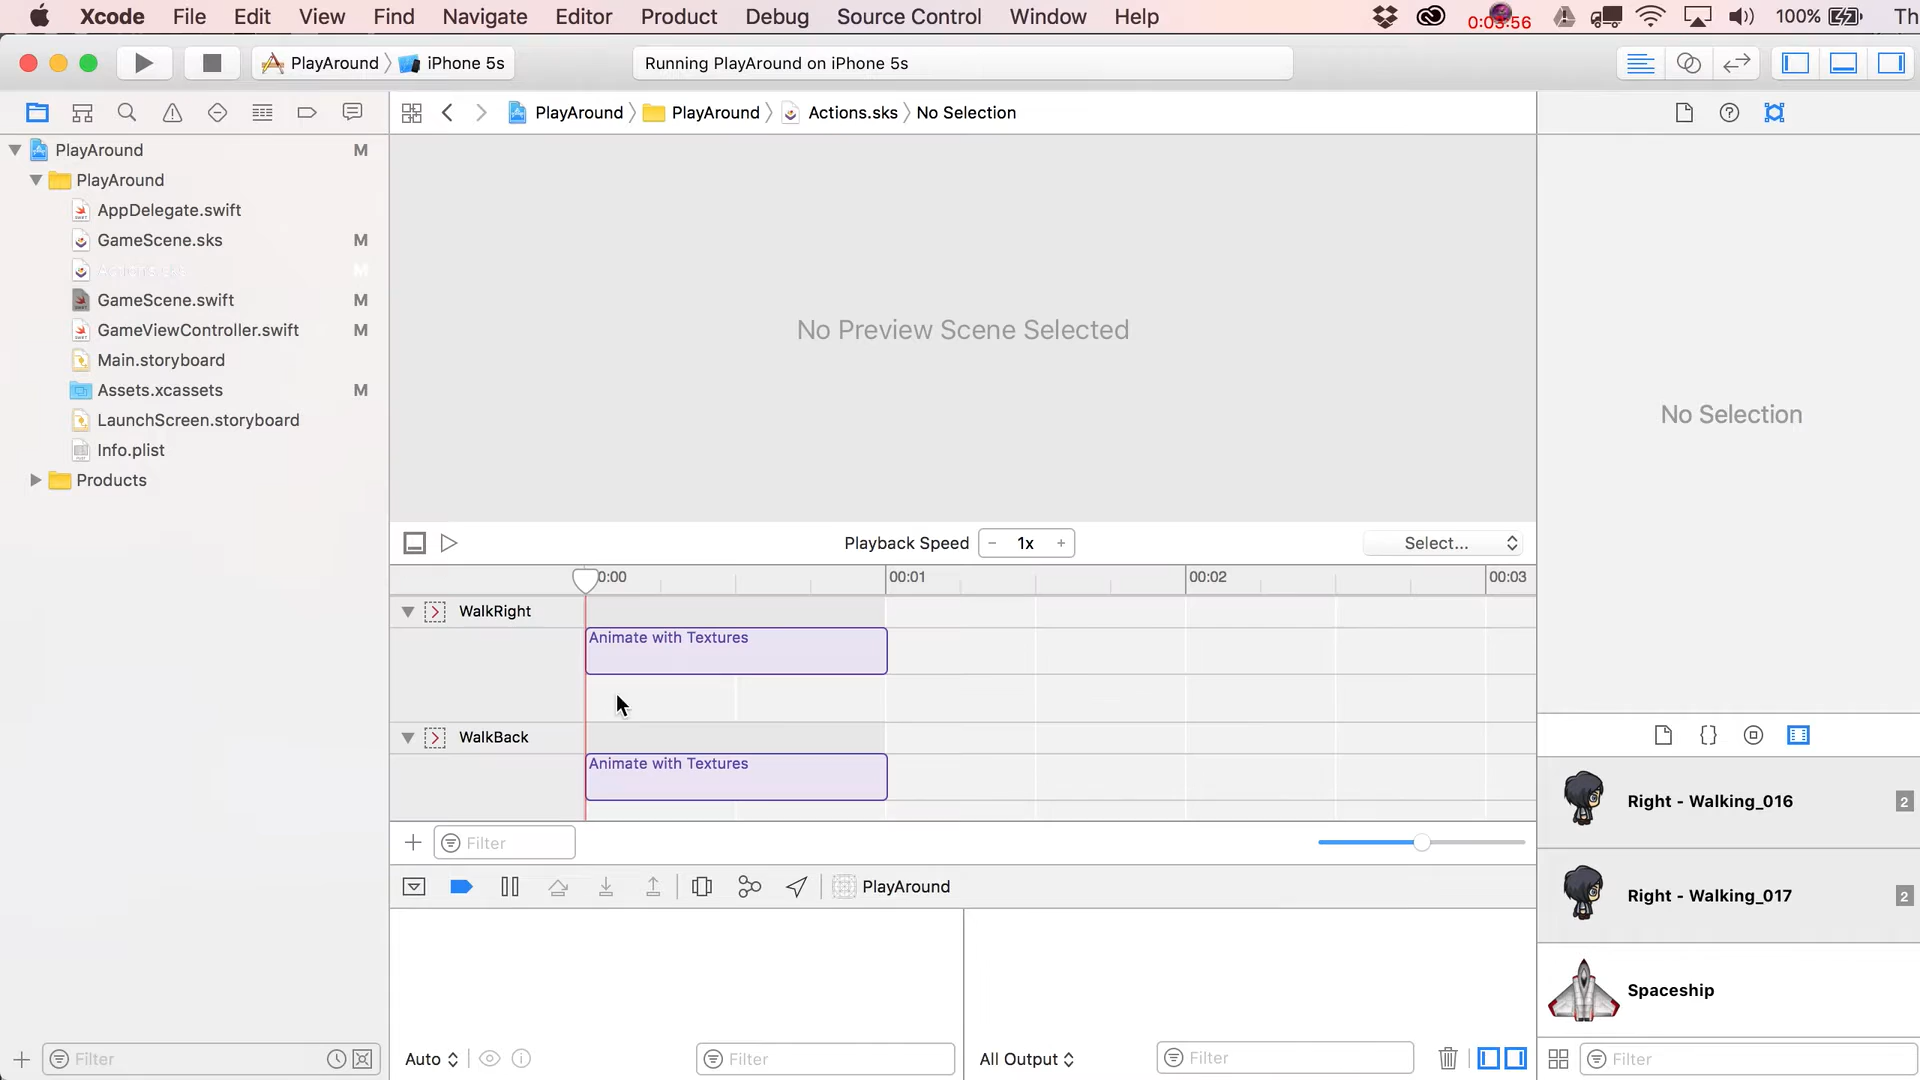 Xcode File Edit View Find Navigate Editor Product Debug Source Control Window Help 0:03:56 100% Th
PlayAround iPhone 5s Running PlayAround on iPhone 5s
PlayAround PlayAround Actions.sks No Selection
PlayAround M
PlayAround
AppDelegate.swift
GameScene.sks M
Actions.sks M
GameScene.swift M
GameViewController.swift M
Main.storyboard
Assets.xcassets M
LaunchScreen.storyboard
Info.plist
Products
No Preview Scene Selected
No Selection
Playback Speed − 1x + Select...
0:00 00:01 00:02 00:03
WalkRight
Animate with Textures
WalkBack
Animate with Textures
Filter
PlayAround
Right - Walking_016 2
Right - Walking_017 2
Spaceship
Filter Auto Filter All Output Filter Filter